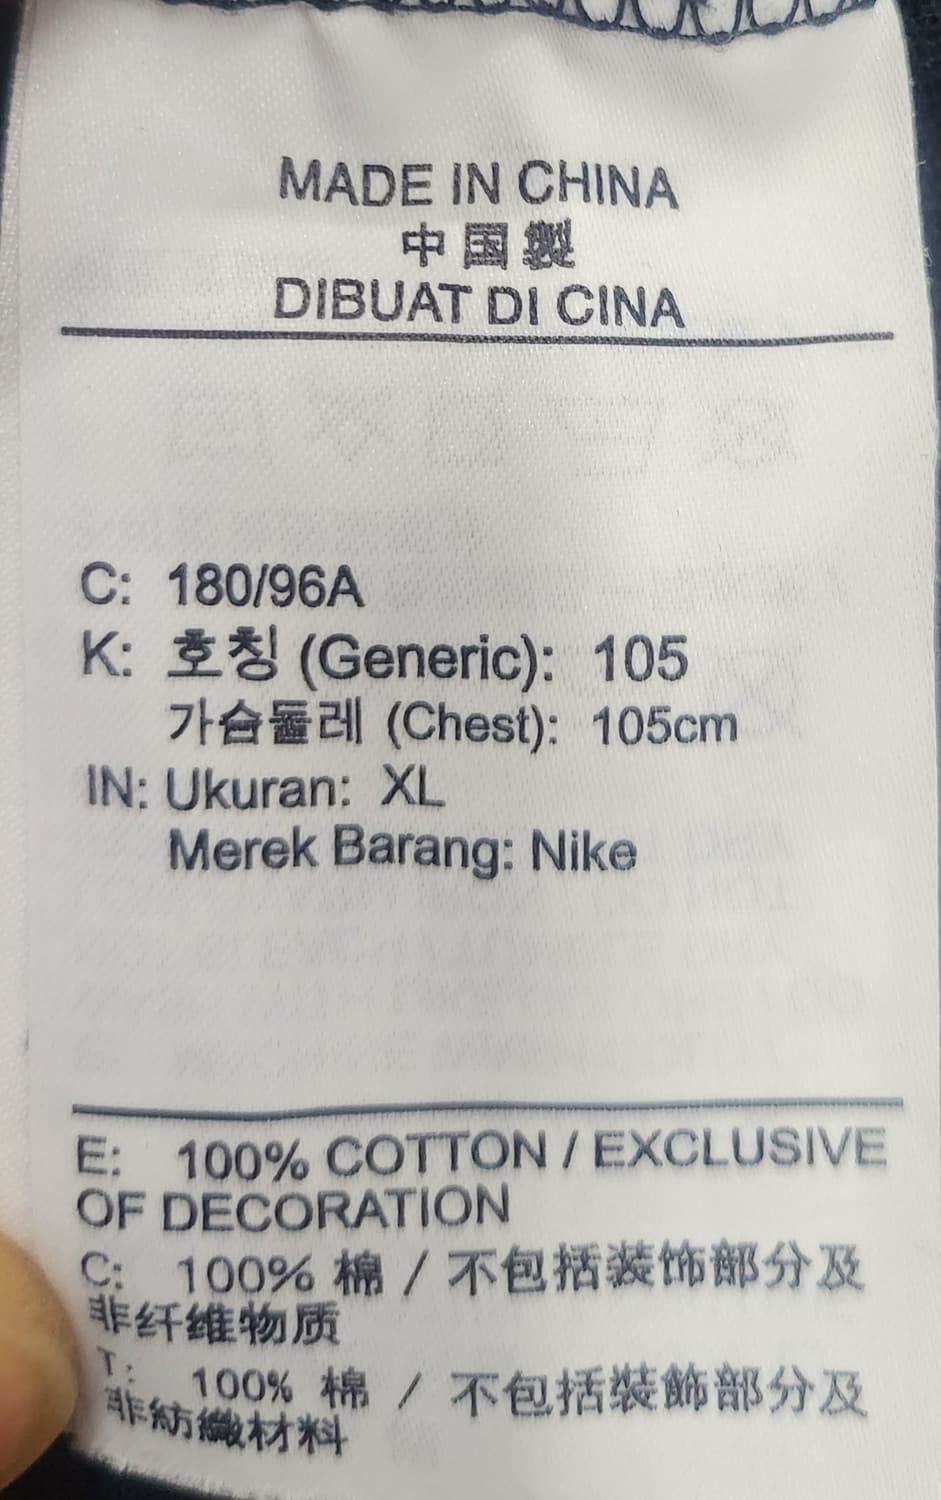 MADE IN CHINA
中国製
DIBUAT DI CINA
C: 180/96A
K: 호칭 (Generic): 105
가슴둘레 (Chest): 105cm
IN: Ukuran: XL
Merek Barang: Nike
E: 100% COTTON / EXCLUSIVE
OF DECORATION
C: 100% 棉 / 不包括装饰部分及
非纤维物质
T: 100% 棉 / 不包括裝飾部分及
非紡織材料